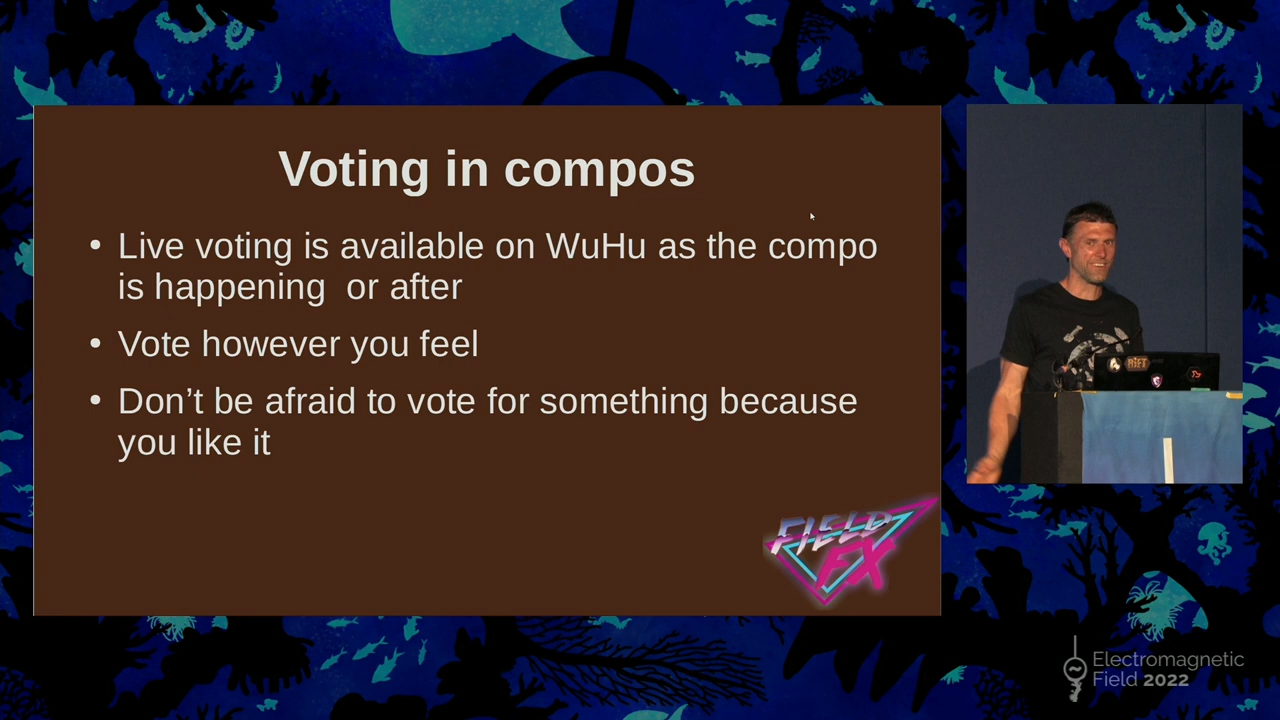 Voting in compos
• Live voting is available on WuHu as the compo
is happening  or after
• Vote however you feel
• Don’t be afraid to vote for something because
you like it
FIELD
FX
RiFT
Electromagnetic
Field 2022